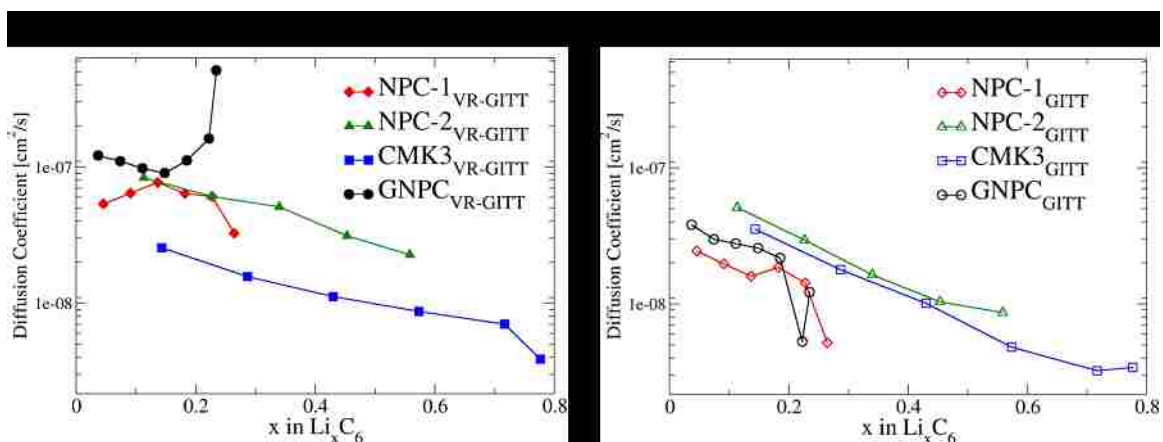 Diffusion Coefficient [cm²/s]
1e-07
1e-08
NPC-1VR-GITT
NPC-2VR-GITT
CMK3VR-GITT
GNPCVR-GITT
0 0.2 0.4 0.6 0.8
x in LiₓC₆
Diffusion Coefficient [cm²/s]
1e-07
1e-08
NPC-1GITT
NPC-2GITT
CMK3GITT
GNPCGITT
0 0.2 0.4 0.6 0.8
x in LiₓC₆